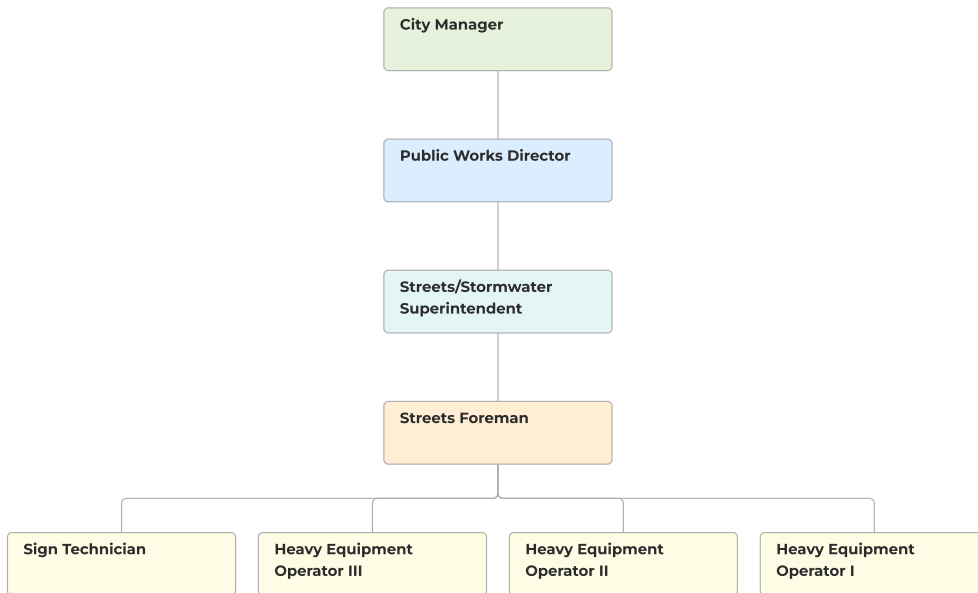 City Manager
Public Works Director
Streets/Stormwater
Superintendent
Streets Foreman
Sign Technician
Heavy Equipment
Operator III
Heavy Equipment
Operator II
Heavy Equipment
Operator I